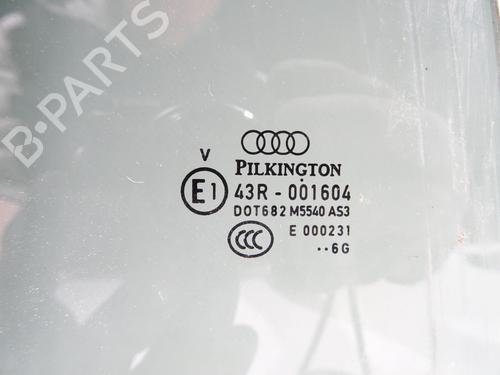 B-PARTS
V
PILKINGTON
E1 43R - 001604
DOT682 M5540 AS3
CCC E 000231
··6G